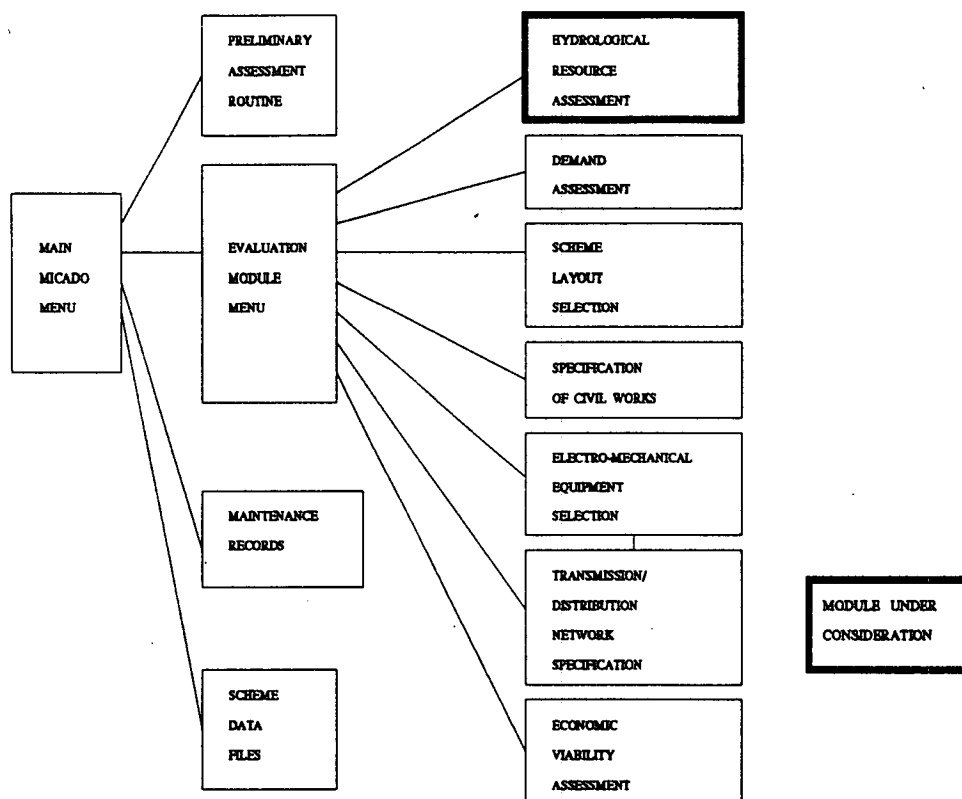 PRELIMINARY
ASSESSMENT
ROUTINE
HYDROLOGICAL
RESOURCE
ASSESSMENT
DEMAND
ASSESSMENT
MAIN
MICADO
MENU
EVALUATION
MODULE
MENU
SCHEME
LAYOUT
SELECTION
SPECIFICATION
OF CIVIL WORKS
ELECTRO-MECHANICAL
EQUIPMENT
SELECTION
MAINTENANCE
RECORDS
TRANSMISSION/
DISTRIBUTION
NETWORK
SPECIFICATION
MODULE UNDER
CONSIDERATION
SCHEME
DATA
FILES
ECONOMIC
VIABILITY
ASSESSMENT